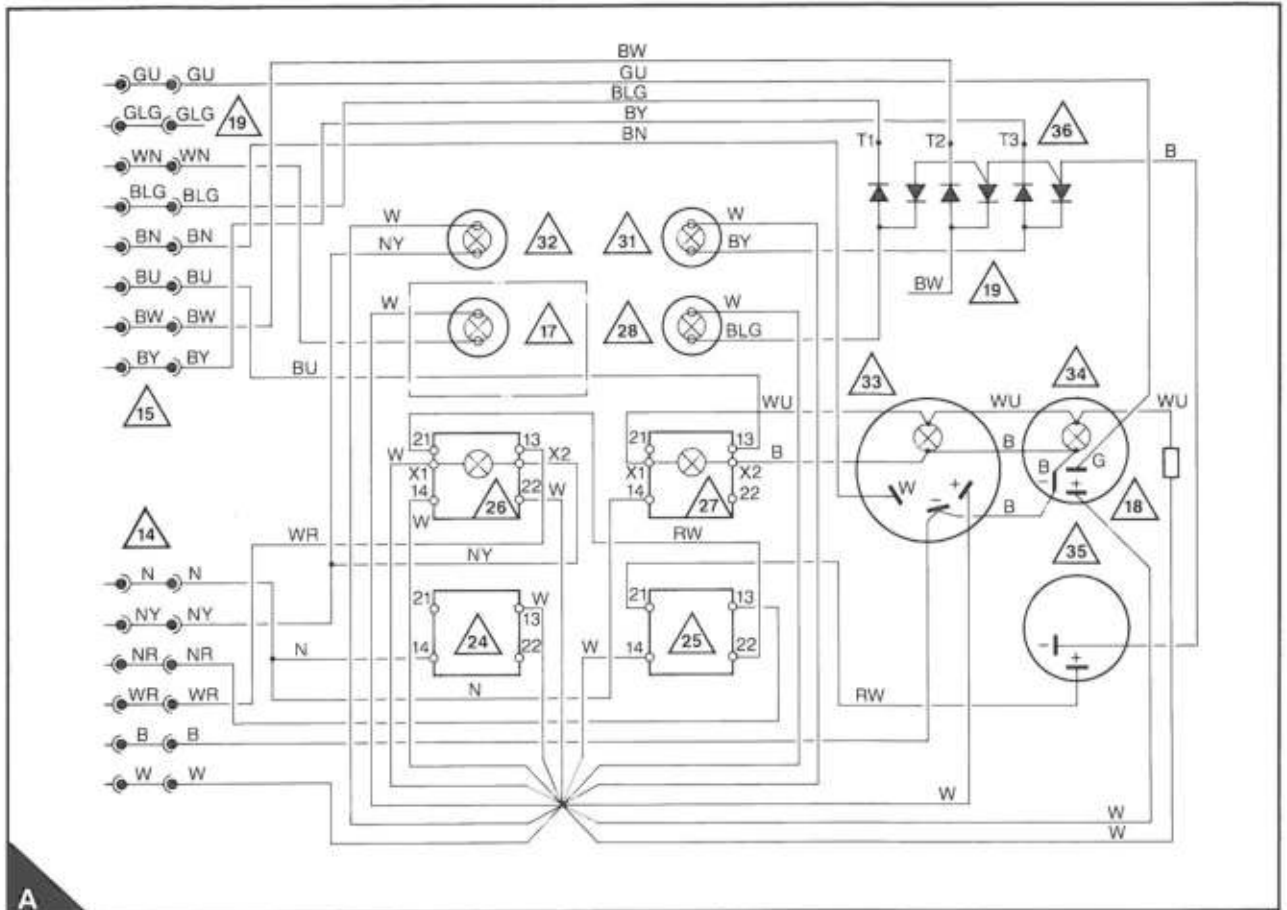 BW
GU GU GU
BLG
GLG GLG 19 BY 36
BN T1 T2 T3 B
WN WN
BLG BLG
W W
BN BN NY 32 31 BY
BU BU BW 19
W W
BW BW 17 28 BLG
BY BY BU 33 34
15 WU WU WU
21 13 21 13 B
W X1 X2 B X2 B G
X1 -
14 22 W 14 22 W - + + 18
26 27 B
14 W RW 35
WR
NY
N N 21 W 21 13
13
NY NY 24 25 - +
N 14 22 W 14 22
NR NR N RW
WR WR
B B
W W W
W
W
A